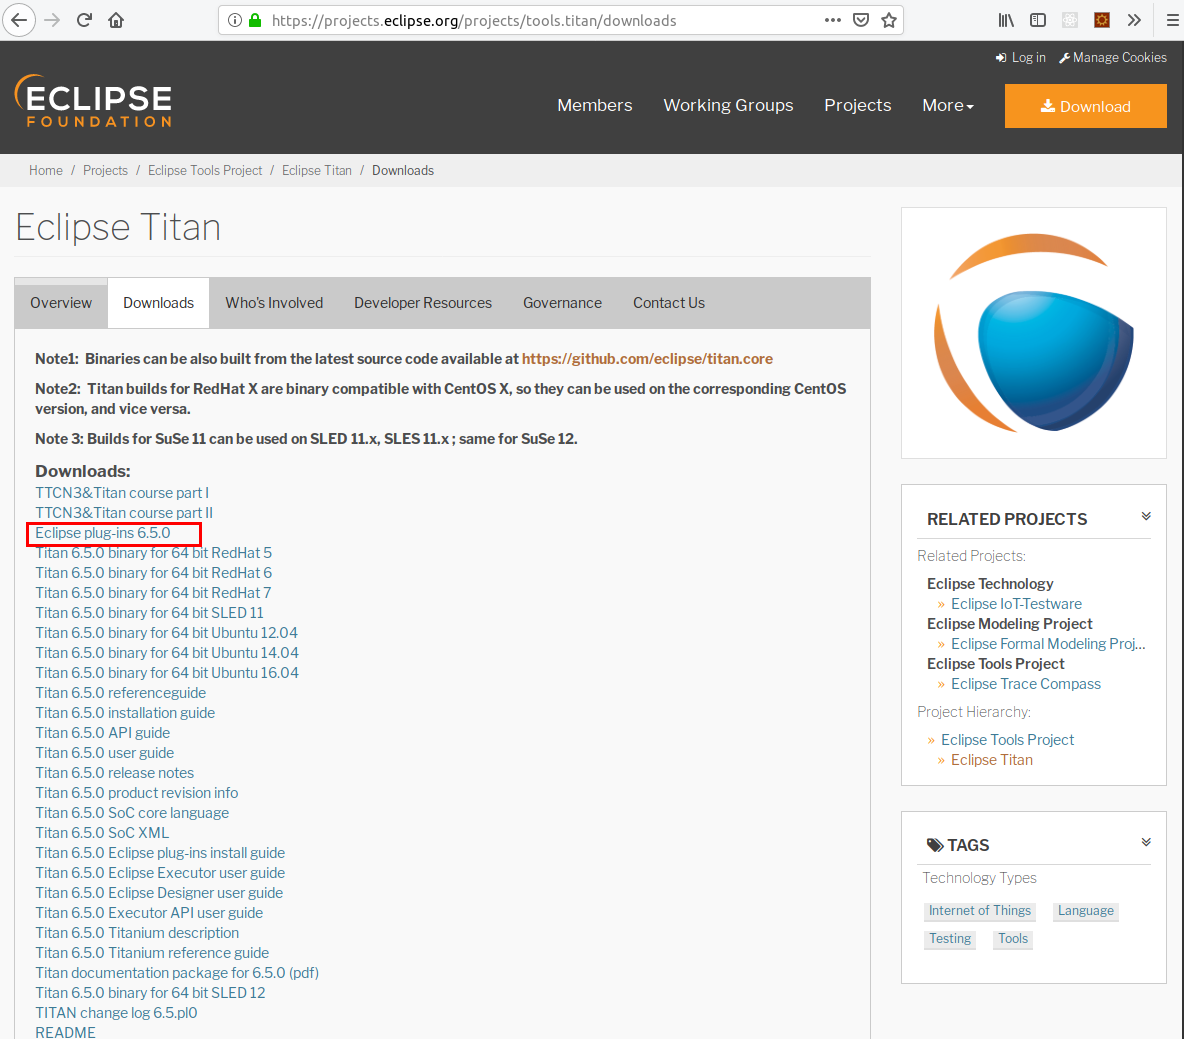 https://projects.eclipse.org/projects/tools.titan/downloads
Log in Manage Cookies
ECLIPSE
FOUNDATION
Members Working Groups Projects More Download
Home / Projects / Eclipse Tools Project / Eclipse Titan / Downloads
Eclipse Titan
Overview Downloads Who's Involved Developer Resources Governance Contact Us
Note1: Binaries can be also built from the latest source code available at https://github.com/eclipse/titan.core
Note2: Titan builds for RedHat X are binary compatible with CentOS X, so they can be used on the corresponding CentOS
version, and vice versa.
Note 3: Builds for SuSe 11 can be used on SLED 11.x, SLES 11.x ; same for SuSe 12.
Downloads:
TTCN3&Titan course part I
TTCN3&Titan course part II
Eclipse plug-ins 6.5.0
Titan 6.5.0 binary for 64 bit RedHat 5
Titan 6.5.0 binary for 64 bit RedHat 6
Titan 6.5.0 binary for 64 bit RedHat 7
Titan 6.5.0 binary for 64 bit SLED 11
Titan 6.5.0 binary for 64 bit Ubuntu 12.04
Titan 6.5.0 binary for 64 bit Ubuntu 14.04
Titan 6.5.0 binary for 64 bit Ubuntu 16.04
Titan 6.5.0 referenceguide
Titan 6.5.0 installation guide
Titan 6.5.0 API guide
Titan 6.5.0 user guide
Titan 6.5.0 release notes
Titan 6.5.0 product revision info
Titan 6.5.0 SoC core language
Titan 6.5.0 SoC XML
Titan 6.5.0 Eclipse plug-ins install guide
Titan 6.5.0 Eclipse Executor user guide
Titan 6.5.0 Eclipse Designer user guide
Titan 6.5.0 Executor API user guide
Titan 6.5.0 Titanium description
Titan 6.5.0 Titanium reference guide
Titan documentation package for 6.5.0 (pdf)
Titan 6.5.0 binary for 64 bit SLED 12
TITAN change log 6.5.pl0
README
RELATED PROJECTS
Related Projects:
Eclipse Technology
» Eclipse IoT-Testware
Eclipse Modeling Project
» Eclipse Formal Modeling Proj...
Eclipse Tools Project
» Eclipse Trace Compass
Project Hierarchy:
» Eclipse Tools Project
» Eclipse Titan
TAGS
Technology Types
Internet of Things Language
Testing Tools